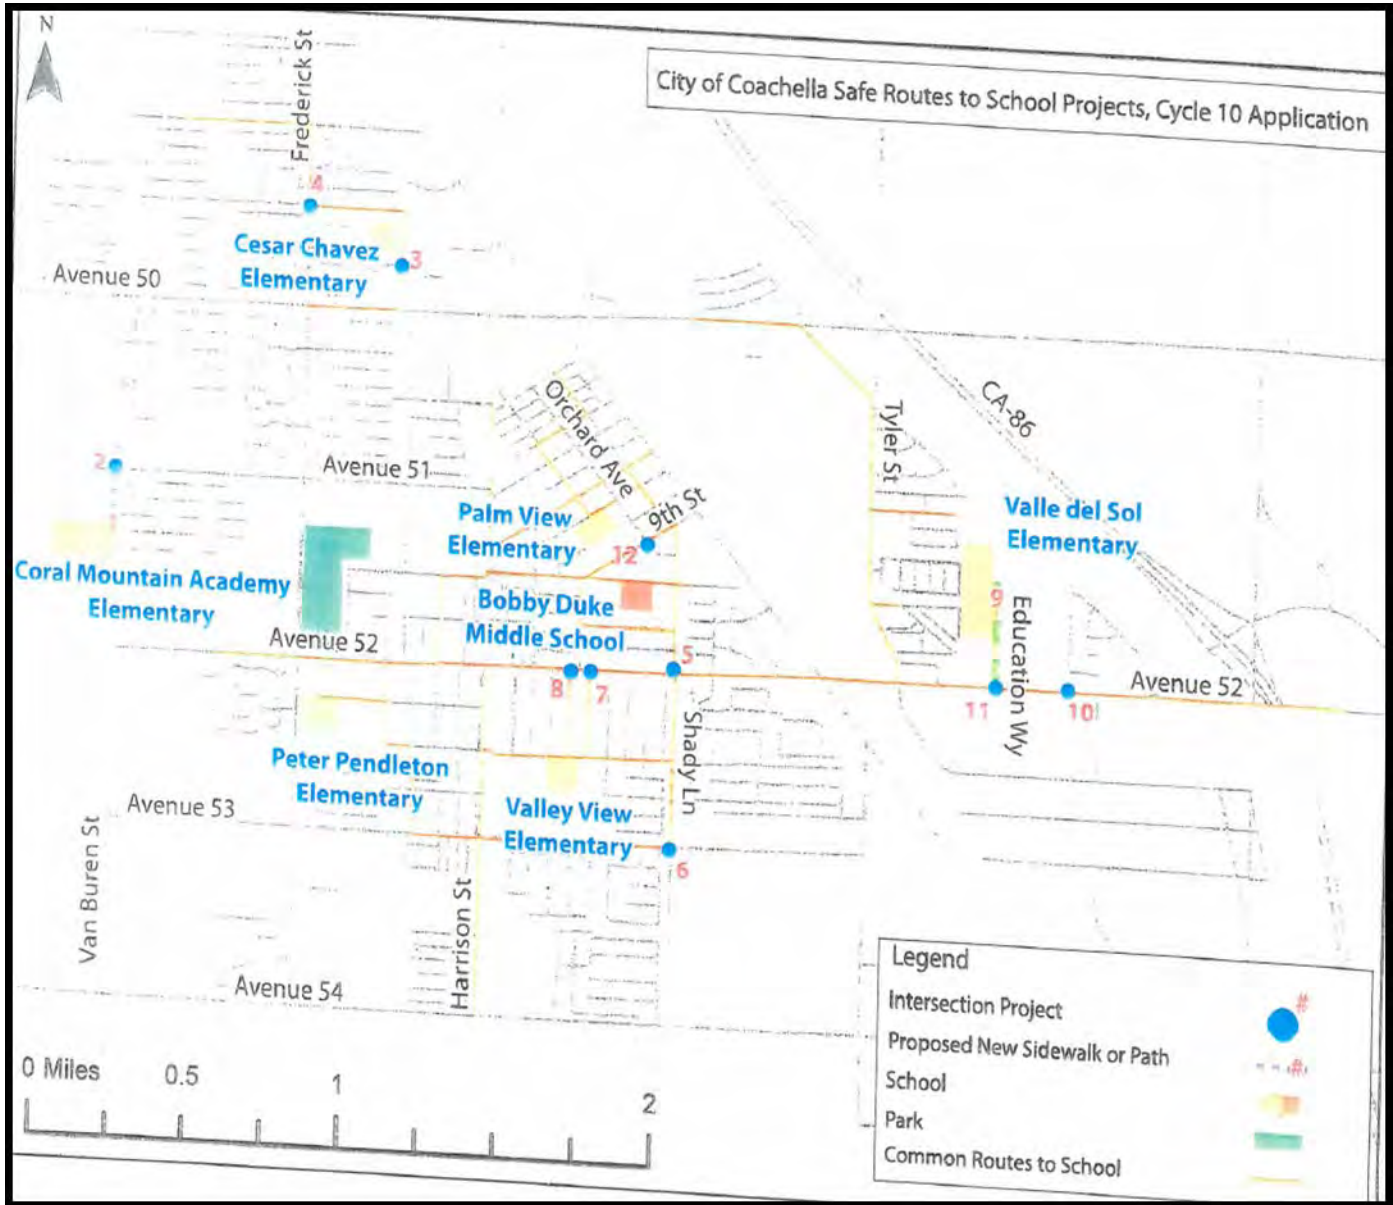 N
Frederick St
City of Coachella Safe Routes to School Projects, Cycle 10 Application
4
Cesar Chavez
Elementary
3
Avenue 50
Orchard Ave
CA-86
Tyler St
2
Avenue 51
9th St
Palm View
Elementary
12
Valle del Sol
Elementary
Coral Mountain Academy
Elementary
Bobby Duke
Middle School
9
Education Wy
Avenue 52
5
8
7
11
10
Avenue 52
Shady Ln
Peter Pendleton
Elementary
Avenue 53
Valley View
Elementary
6
Van Buren St
Harrison St
Avenue 54
Legend
Intersection Project
#
Proposed New Sidewalk or Path
#
School
Park
Common Routes to School
0 Miles
0.5
1
2